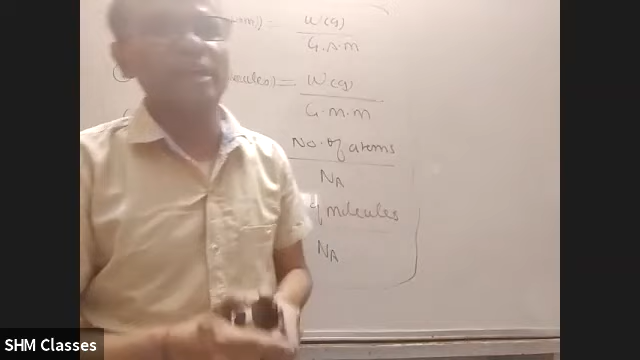 W(g)
G.A.M
W(g)
G.M.M
No. of atoms
NA
of molecules
NA
SHM Classes